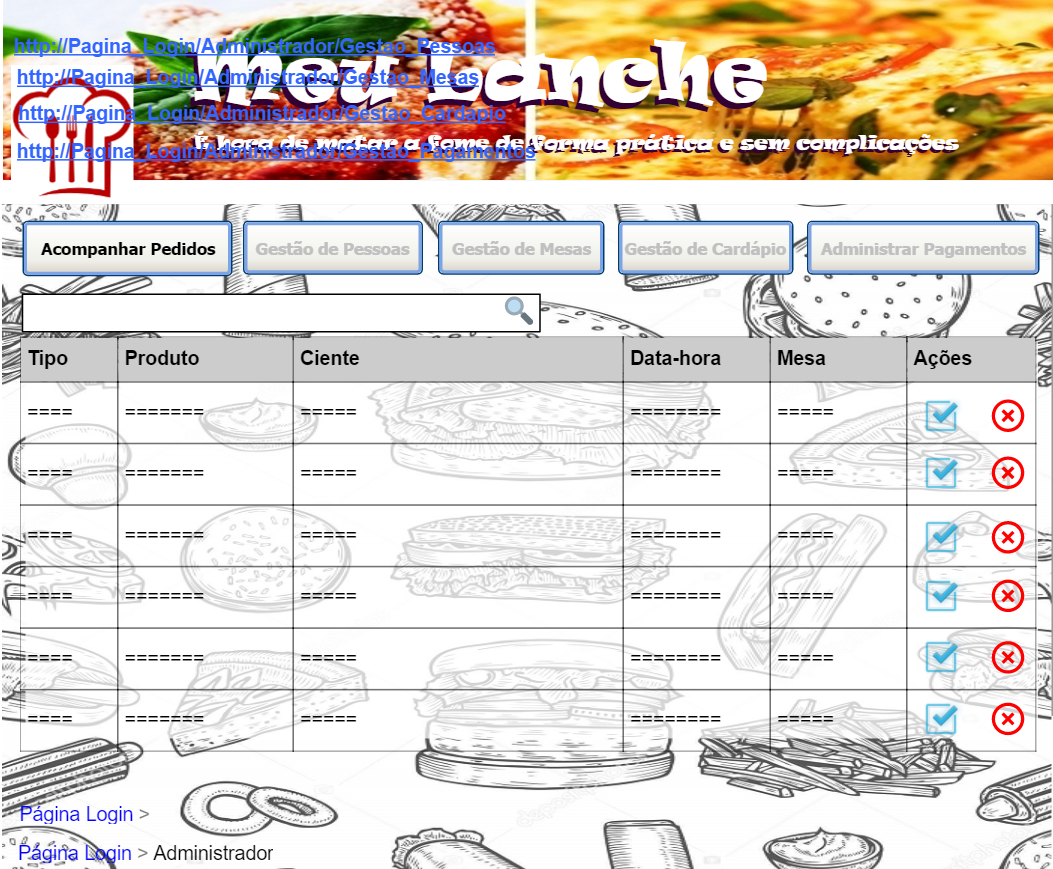 http://Pagina_Login/Administrador/Gestao_Pessoas
http://Pagina_Login/Administrador/Gestao_Mesas
Meu Lanche
http://Pagina_Login/Administrador/Gestao_Cardapio
É hora de matar a fome de forma prática e sem complicações
http://Pagina_Login/Administrador/Gestao_Pagamentos
Acompanhar Pedidos Gestão de Pessoas Gestão de Mesas Gestão de Cardápio Administrar Pagamentos
Tipo Produto Ciente Data-hora Mesa Ações
==== ======= ===== ======== =====
==== ======= ===== ======== =====
==== ======= ===== ======== =====
==== ======= ===== ======== =====
==== ======= ===== ======== =====
==== ======= ===== ======== =====
Página Login >
Página Login > Administrador